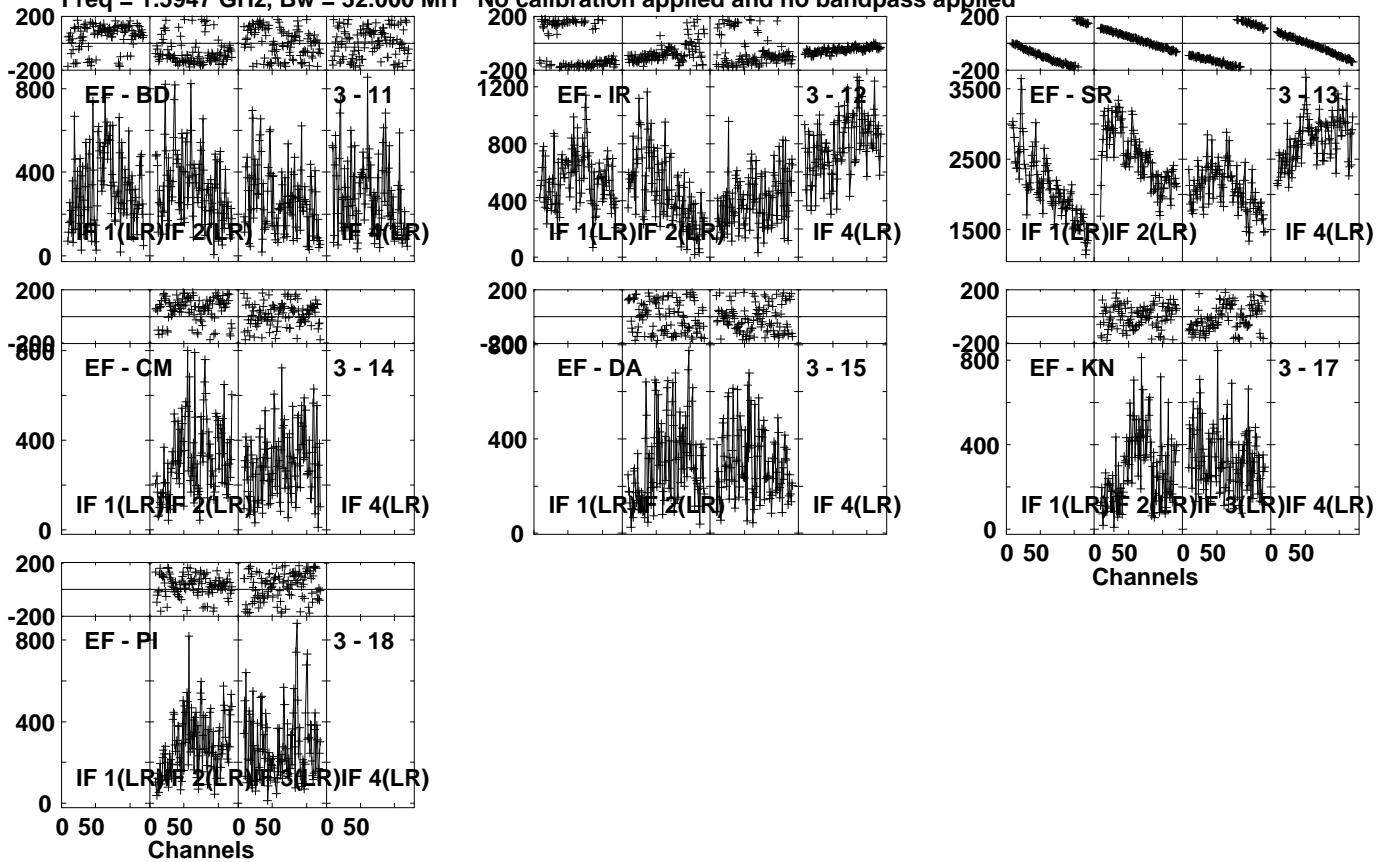 Freq = 1.5947 GHz, Bw = 32.000 MH No calibration applied and no bandpass applied
200
-200
800
400
0
EF - BD
3 - 11
IF 1(LR) IF 2(LR) IF 4(LR)
1200
800
400
0
EF - IR
3 - 12
IF 1(LR) IF 2(LR) IF 4(LR)
200
-200
3500
2500
1500
EF - SR
3 - 13
IF 1(LR) IF 2(LR) IF 4(LR)
200
-200
400
0
EF - CM
3 - 14
IF 1(LR) IF 2(LR) IF 4(LR)
800
400
0
EF - DA
3 - 15
IF 1(LR) IF 2(LR) IF 4(LR)
200
-200
800
400
0
EF - KN
3 - 17
IF 1(LR) IF 2(LR) IF 3(LR) IF 4(LR)
0 50 0 50 0 50 0 50
Channels
200
-200
800
400
0
EF - PI
3 - 18
IF 1(LR) IF 2(LR) IF 3(LR) IF 4(LR)
0 50 0 50 0 50 0 50
Channels